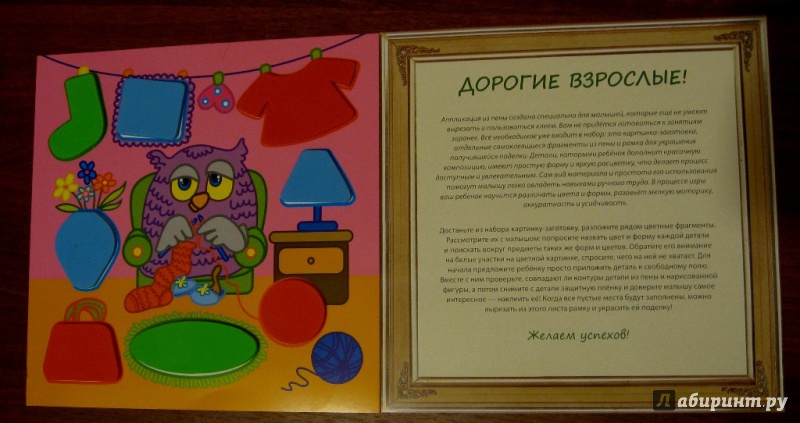 ДОРОГИЕ ВЗРОСЛЫЕ!
Аппликация из пены создана специально для малышей, которые ещё не умеют
вырезать и пользоваться клеем. Вам не придётся готовиться к занятиям
заранее. Всё необходимое уже входит в набор: это картинка-заготовка,
отдельные самоклеящиеся фрагменты из пены и рамка для украшения
получившейся поделки. Детали, которыми ребёнок дополнит красочную
композицию, имеют простую форму и яркую расцветку, что делает процесс
доступным и увлекательным. Сам вид материала и простота его использования
помогут малышу легко овладеть навыками ручного труда. В процессе игры
ваш ребёнок научится различать цвета и формы, разовьёт мелкую моторику,
аккуратность и усидчивость.
Достаньте из набора картинку-заготовку, разложите рядом цветные фрагменты.
Рассмотрите их с малышом: попросите назвать цвет и форму каждой детали
и поискать вокруг предметы таких же форм и цветов. Обратите его внимание
на белые участки на цветной картинке, спросите, чего на ней не хватает. Для
начала предложите ребёнку просто приложить деталь к свободному полю.
Вместе с ним проверьте, совпадают ли контуры детали из пены и нарисованной
фигуры, а потом снимите с детали защитную плёнку и доверьте малышу самое
интересное — наклеить её! Когда все пустые места будут заполнены, можно
вырезать из этого листа рамку и украсить ей поделку!
Желаем успехов!
Лабиринт.ру